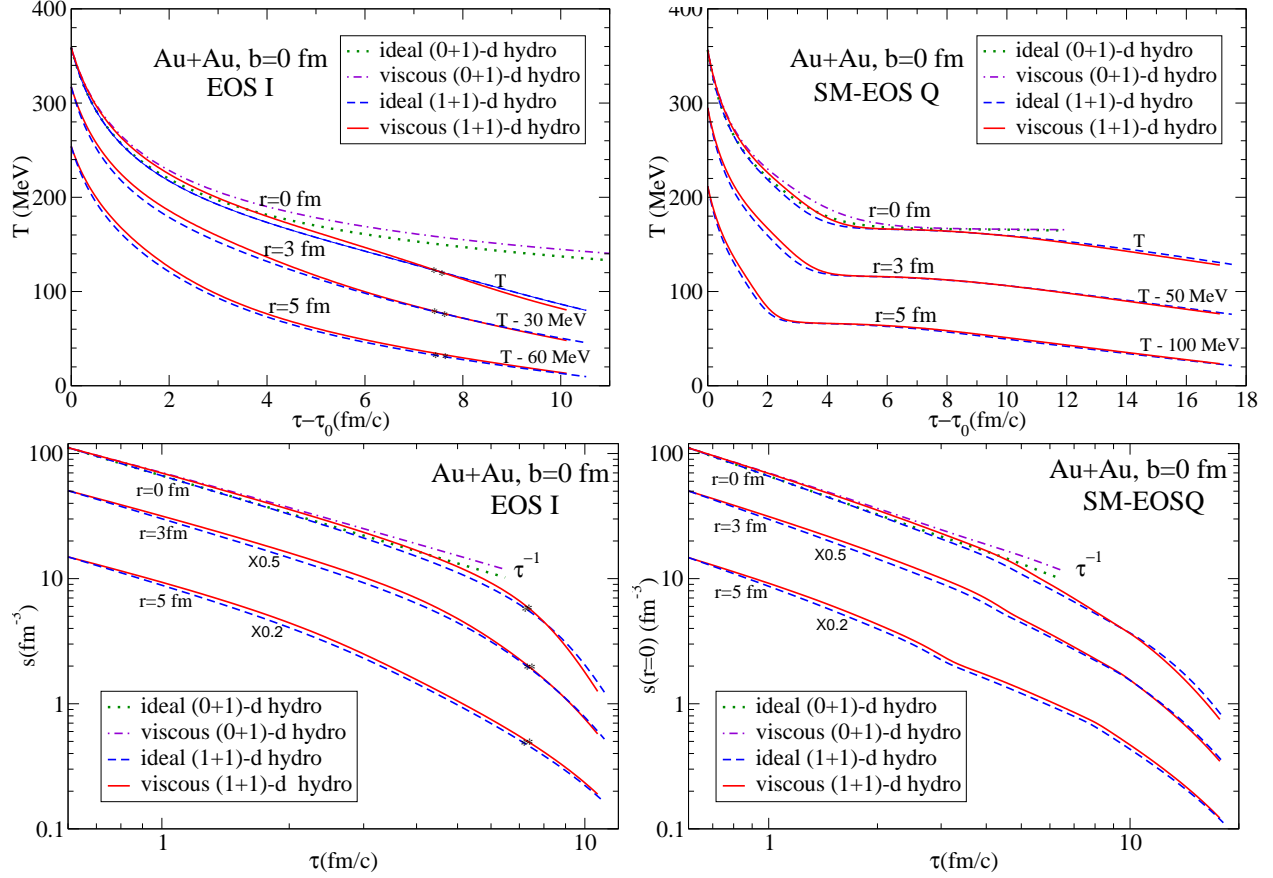 400
300
200
100
0
T (MeV)
Au+Au, b=0 fm
EOS I
ideal (0+1)-d hydro
viscous (0+1)-d hydro
ideal (1+1)-d hydro
viscous (1+1)-d hydro
r=0 fm
r=3 fm
r=5 fm
T
T - 30 MeV
T - 60 MeV
**
**
**
0 2 4 6 8 10
τ−τ0(fm/c)
400
300
200
100
0
T (MeV)
Au+Au, b=0 fm
SM-EOS Q
ideal (0+1)-d hydro
viscous (0+1)-d hydro
ideal (1+1)-d hydro
viscous (1+1)-d hydro
r=0 fm
r=3 fm
r=5 fm
T
T - 50 MeV
T - 100 MeV
0 2 4 6 8 10 12 14 16 18
τ−τ0(fm/c)
100
10
1
0.1
s(fm-3)
Au+Au, b=0 fm
EOS I
r=0 fm
r=3fm
X0.5
r=5 fm
X0.2
τ-1
**
**
**
ideal (0+1)-d hydro
viscous (0+1)-d hydro
ideal (1+1)-d hydro
viscous (1+1)-d hydro
1 10
τ(fm/c)
100
10
1
0.1
s(r=0) (fm-3)
Au+Au, b=0 fm
SM-EOSQ
r=0 fm
r=3 fm
X0.5
r=5 fm
X0.2
τ-1
ideal (0+1)-d hydro
viscous (0+1)-d hydro
ideal (1+1)-d hydro
viscous (1+1)-d hydro
1 10
τ(fm/c)